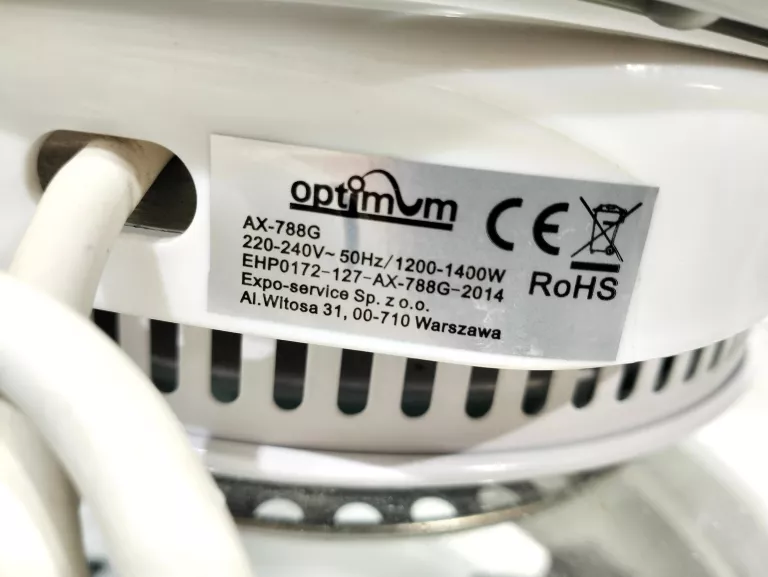 optimum
CE
AX-788G
220-240V~ 50Hz/1200-1400W
EHP0172-127-AX-788G-2014
RoHS
Expo-service Sp. z o.o.
Al.Witosa 31, 00-710 Warszawa